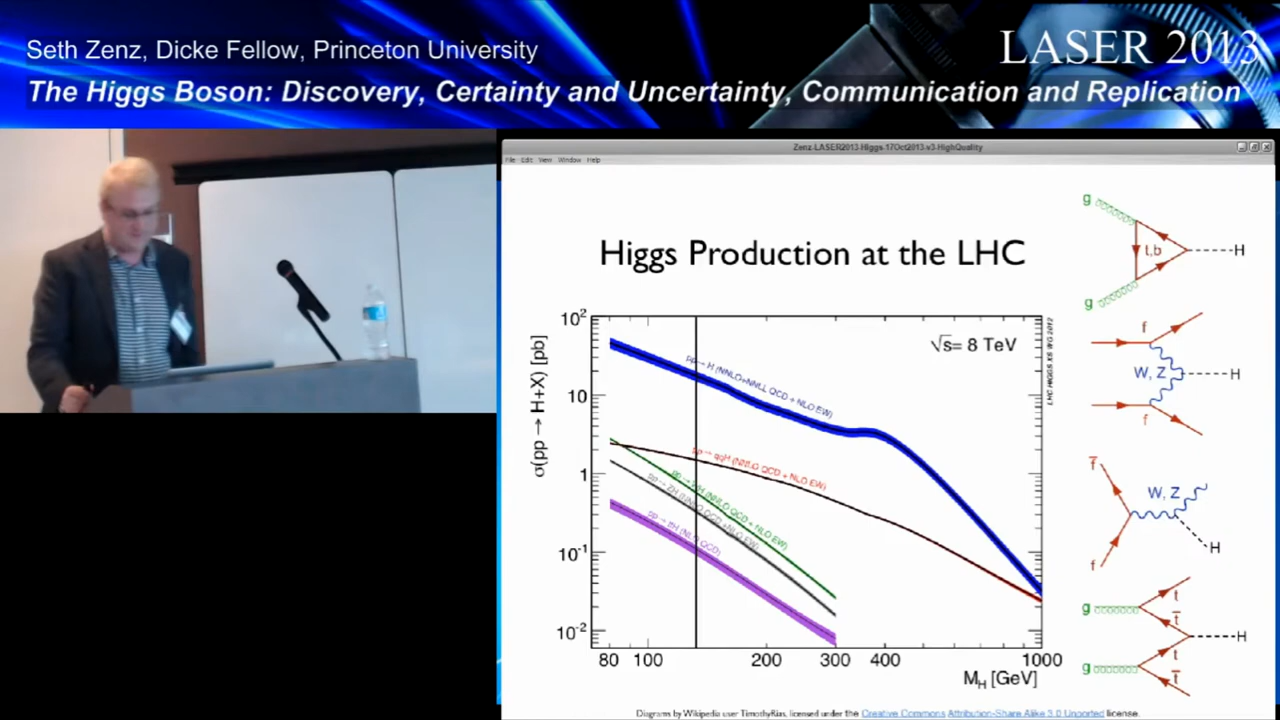 Seth Zenz, Dicke Fellow, Princeton University
LASER 2013
The Higgs Boson: Discovery, Certainty and Uncertainty, Communication and Replication
Zenz-LASER2013-Higgs-17Oct2013-v3-HighQuality
File Edit View Window Help
Higgs Production at the LHC
σ(pp → H+X) [pb]
√s= 8 TeV
LHC HIGGS XS WG 2012
pp → H (NNLO+NNLL QCD + NLO EW)
pp → qqH (NNLO QCD + NLO EW)
pp → WH (NNLO QCD + NLO EW)
pp → ZH (NNLO QCD + NLO EW)
pp → ttH (NLO QCD)
10²
10
1
10⁻¹
10⁻²
80 100 200 300 400 1000
M_H [GeV]
g
t,b
H
g
f
W, Z
H
f
f̅
W, Z
H
f
g
t
t̅
H
t
g
t̅
Diagrams by Wikipedia user TimothyRias, licensed under the Creative Commons Attribution-Share Alike 3.0 Unported license.